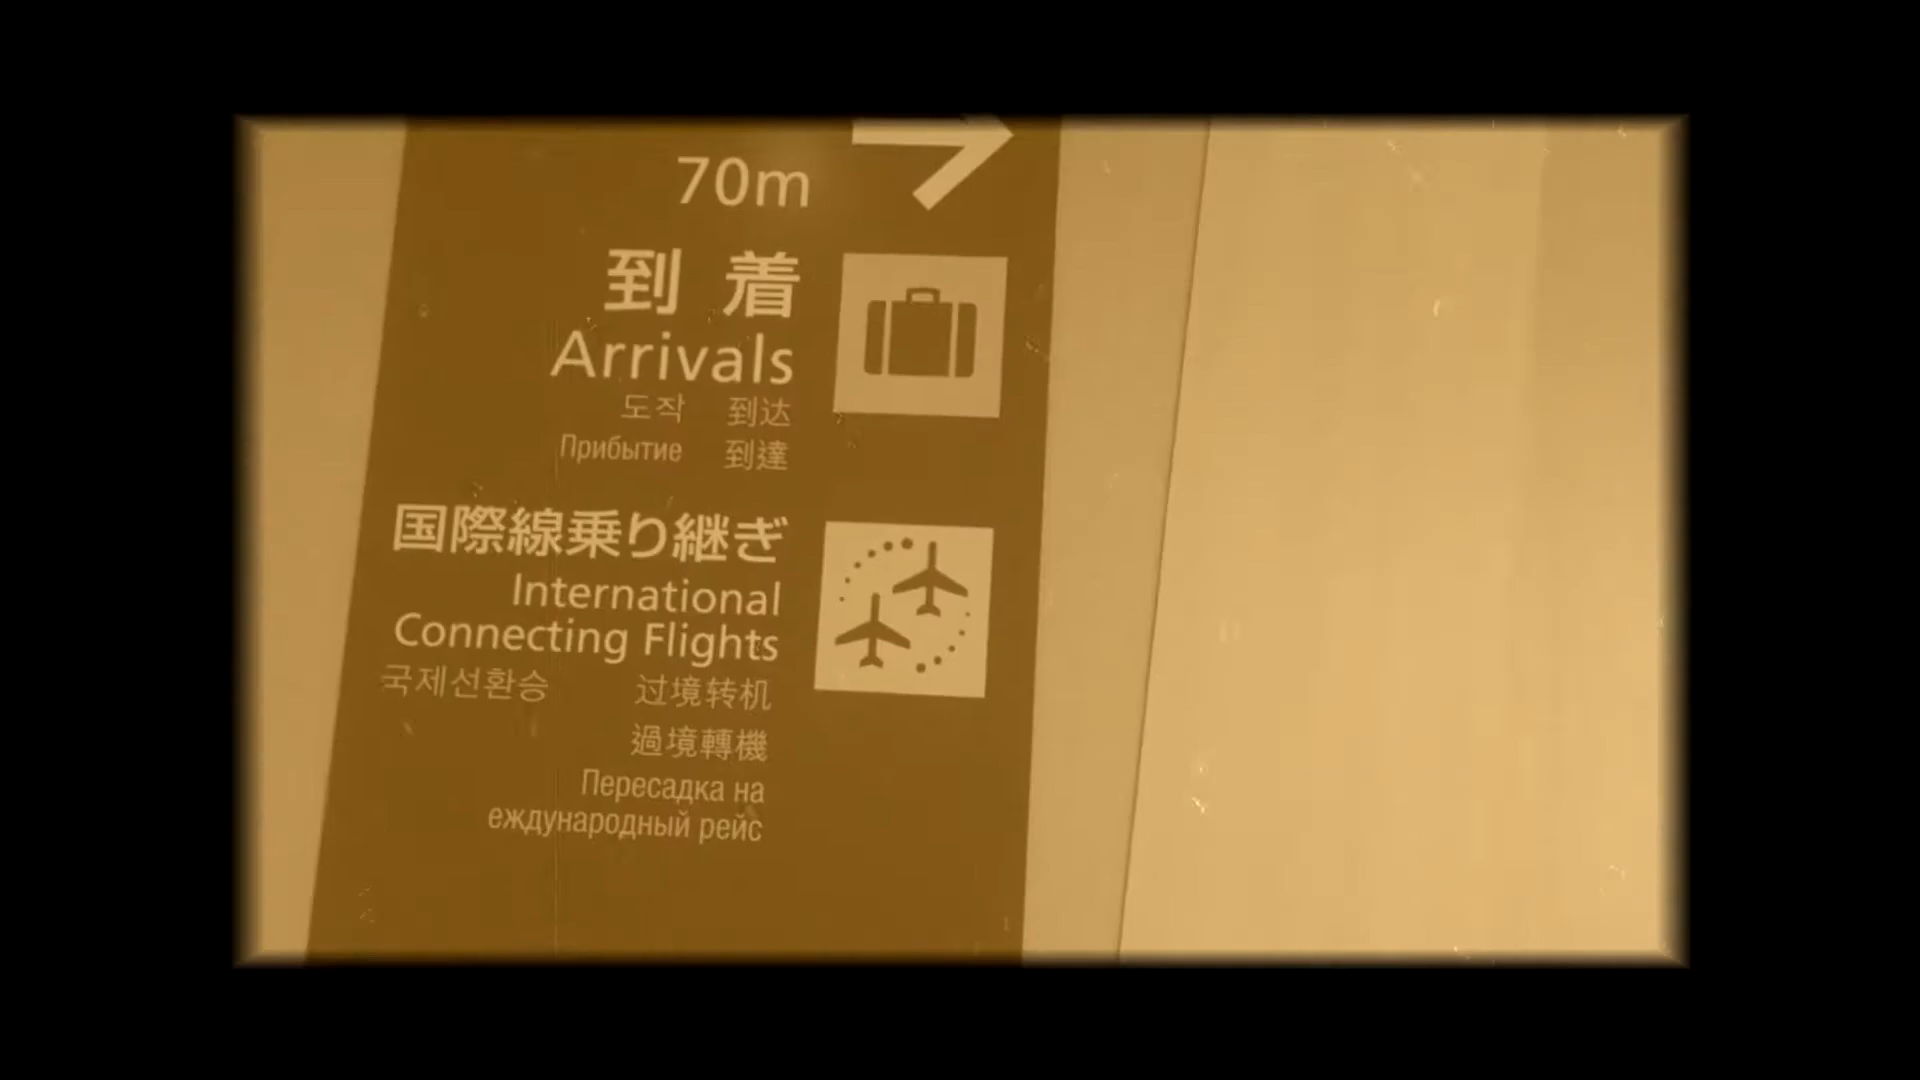 70m
到着
Arrivals
도착 到达
Прибытие 到達
国際線乗り継ぎ
International
Connecting Flights
국제선환승 过境转机
過境轉機
Пересадка на
еждународный рейс